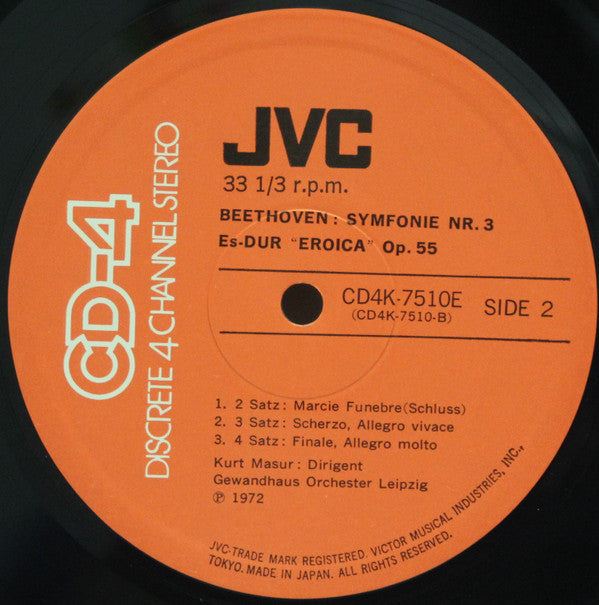 JVC
33 1/3 r.p.m.
BEETHOVEN: SYMFONIE NR. 3
Es-DUR "EROICA" Op. 55
CD-4
DISCRETE 4 CHANNEL STEREO
CD4K-7510E
(CD4K-7510-B)
SIDE 2
1. 2 Satz: Marcie Funebre(Schluss)
2. 3 Satz: Scherzo, Allegro vivace
3. 4 Satz: Finale, Allegro molto
Kurt Masur: Dirigent
Gewandhaus Orchester Leipzig
℗ 1972
JVC-TRADE MARK REGISTERED. VICTOR MUSICAL INDUSTRIES, INC.,
TOKYO. MADE IN JAPAN. ALL RIGHTS RESERVED.